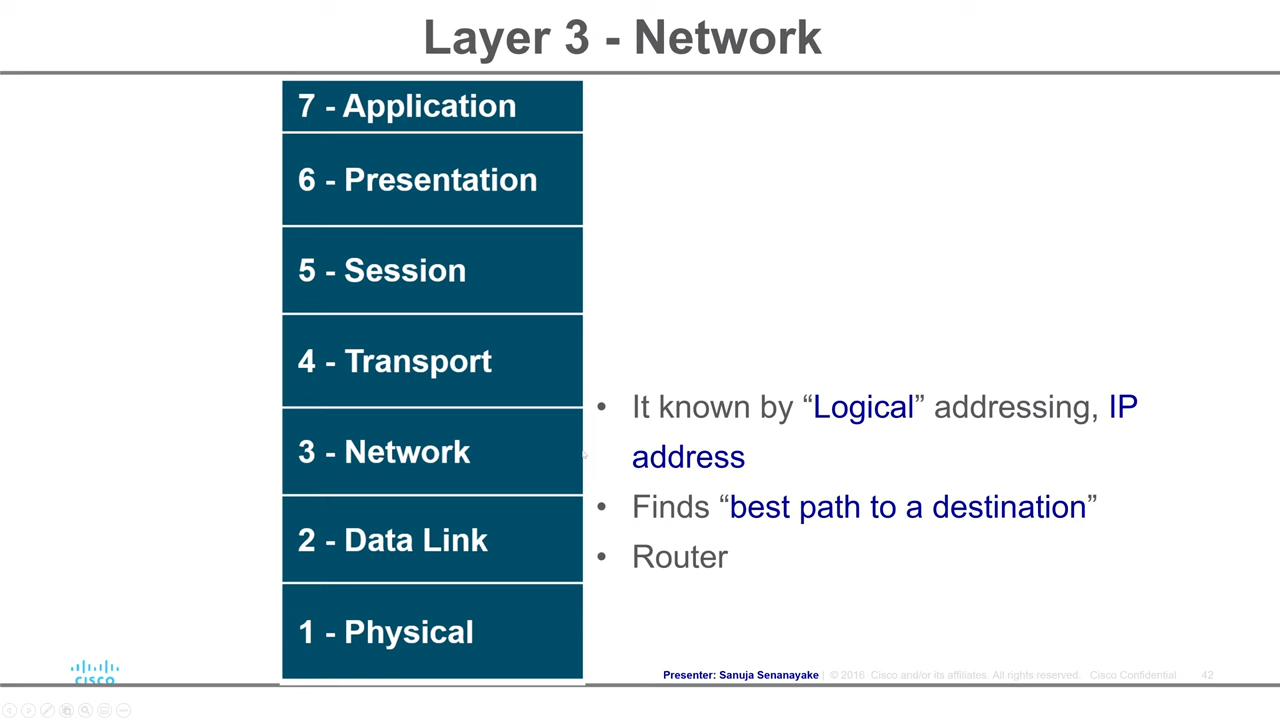 Layer 3 - Network
7 - Application
6 - Presentation
5 - Session
4 - Transport
3 - Network
2 - Data Link
1 - Physical
• It known by “Logical” addressing, IP
address
• Finds “best path to a destination”
• Router
CISCO
Presenter: Sanuja Senanayake | © 2016 Cisco and/or its affiliates. All rights reserved. Cisco Confidential 42